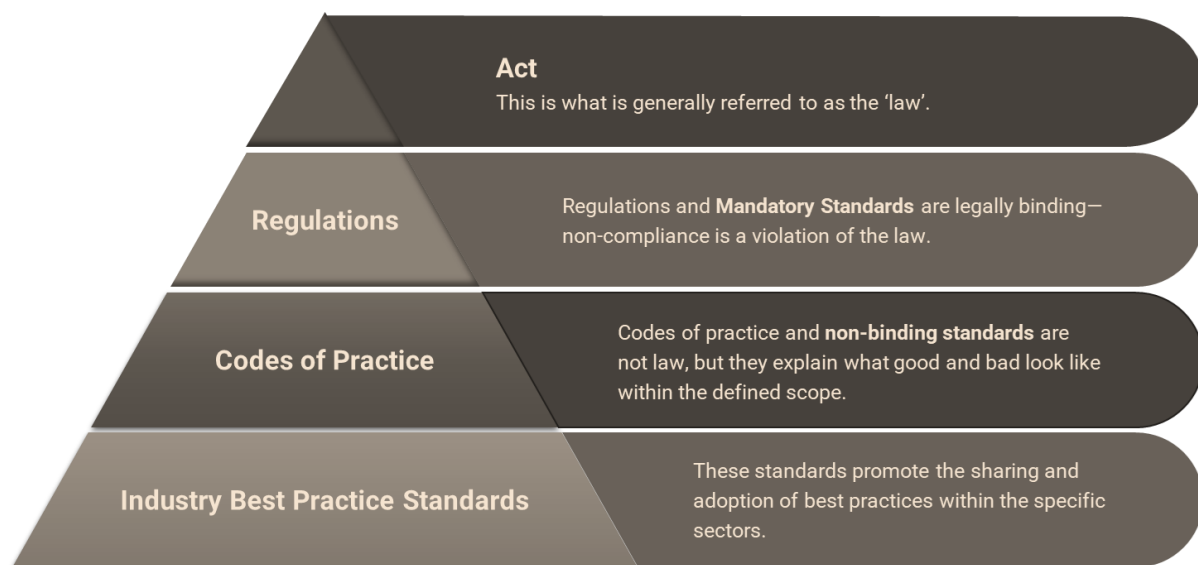 Act
This is what is generally referred to as the ‘law’.
Regulations
Regulations and Mandatory Standards are legally binding—
non-compliance is a violation of the law.
Codes of Practice
Codes of practice and non-binding standards are
not law, but they explain what good and bad look like
within the defined scope.
Industry Best Practice Standards
These standards promote the sharing and
adoption of best practices within the specific
sectors.